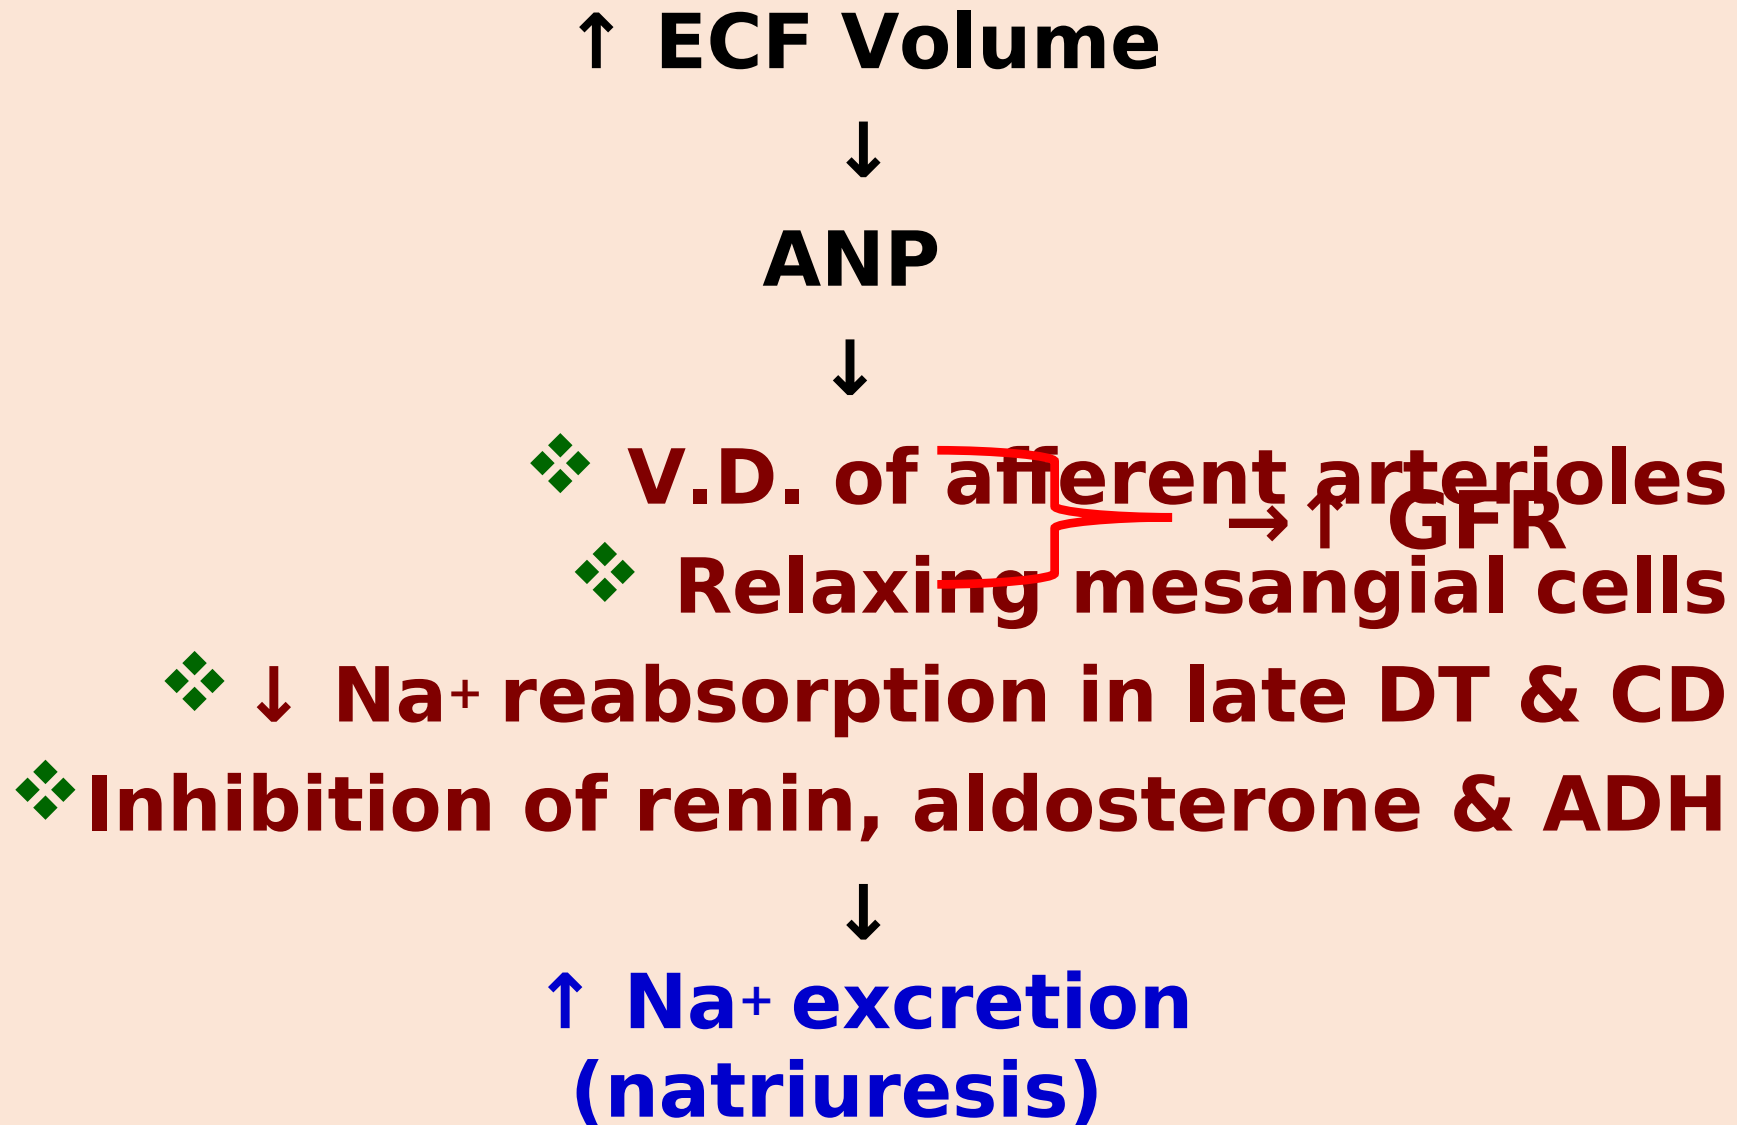 ↑ ECF Volume
↓
ANP
↓
❖ V.D. of afferent arterioles
→↑ GFR
❖ Relaxing mesangial cells
❖ ↓ Na+ reabsorption in late DT & CD
❖ Inhibition of renin, aldosterone & ADH
↓
↑ Na+ excretion
(natriuresis)